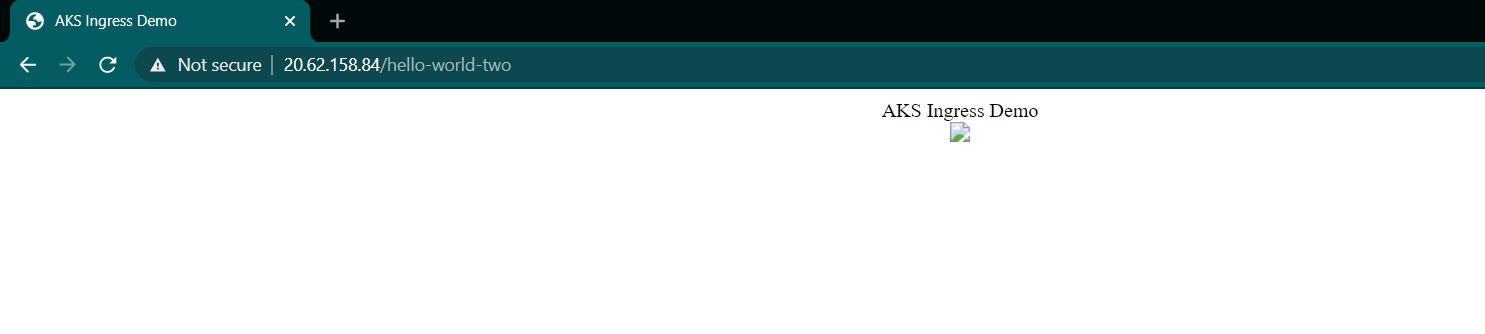 AKS Ingress Demo
Not secure | 20.62.158.84/hello-world-two
AKS Ingress Demo